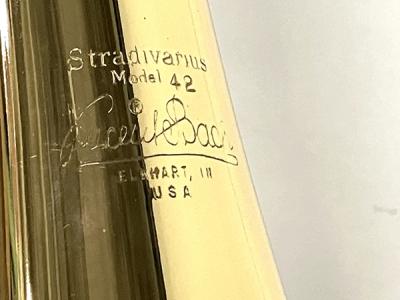 Stradivarius
Model 42
®
Vincent Bach
ELKHART, IN
USA